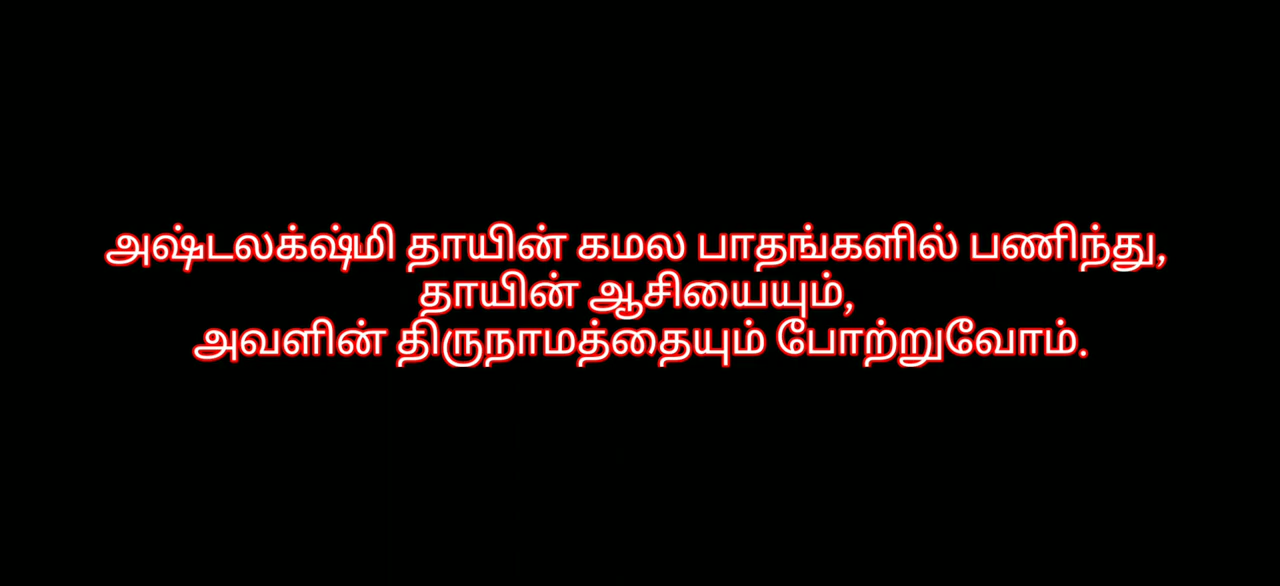 அஷ்டலக்ஷ்மி தாயின் கமல பாதங்களில் பணிந்து,
தாயின் ஆசியையும்,
அவளின் திருநாமத்தையும் போற்றுவோம்.